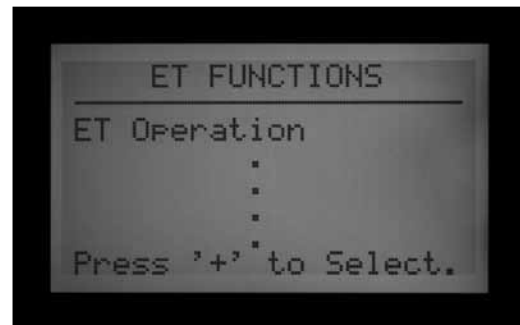 ET FUNCTIONS
ET Operation
.
.
.
.
Press '+' to Select.